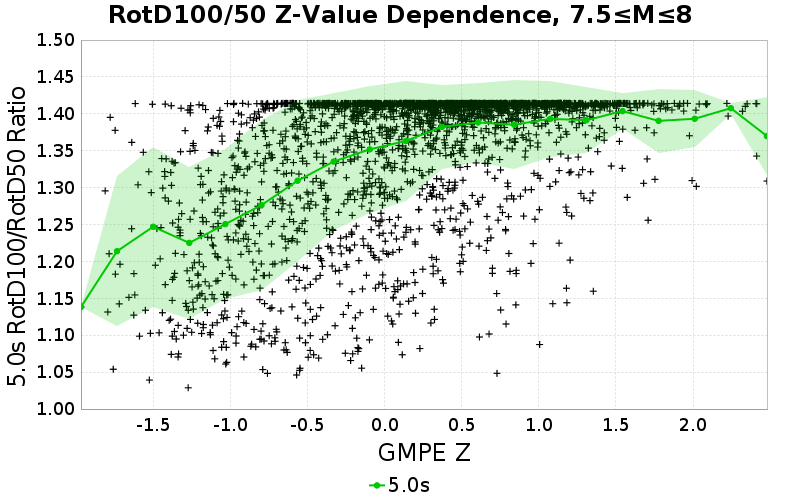 RotD100/50 Z-Value Dependence, 7.5≤M≤8
5.0s RotD100/RotD50 Ratio
1.50
1.45
1.40
1.35
1.30
1.25
1.20
1.15
1.10
1.05
1.00
-1.5 -1.0 -0.5 0.0 0.5 1.0 1.5 2.0
GMPE Z
5.0s